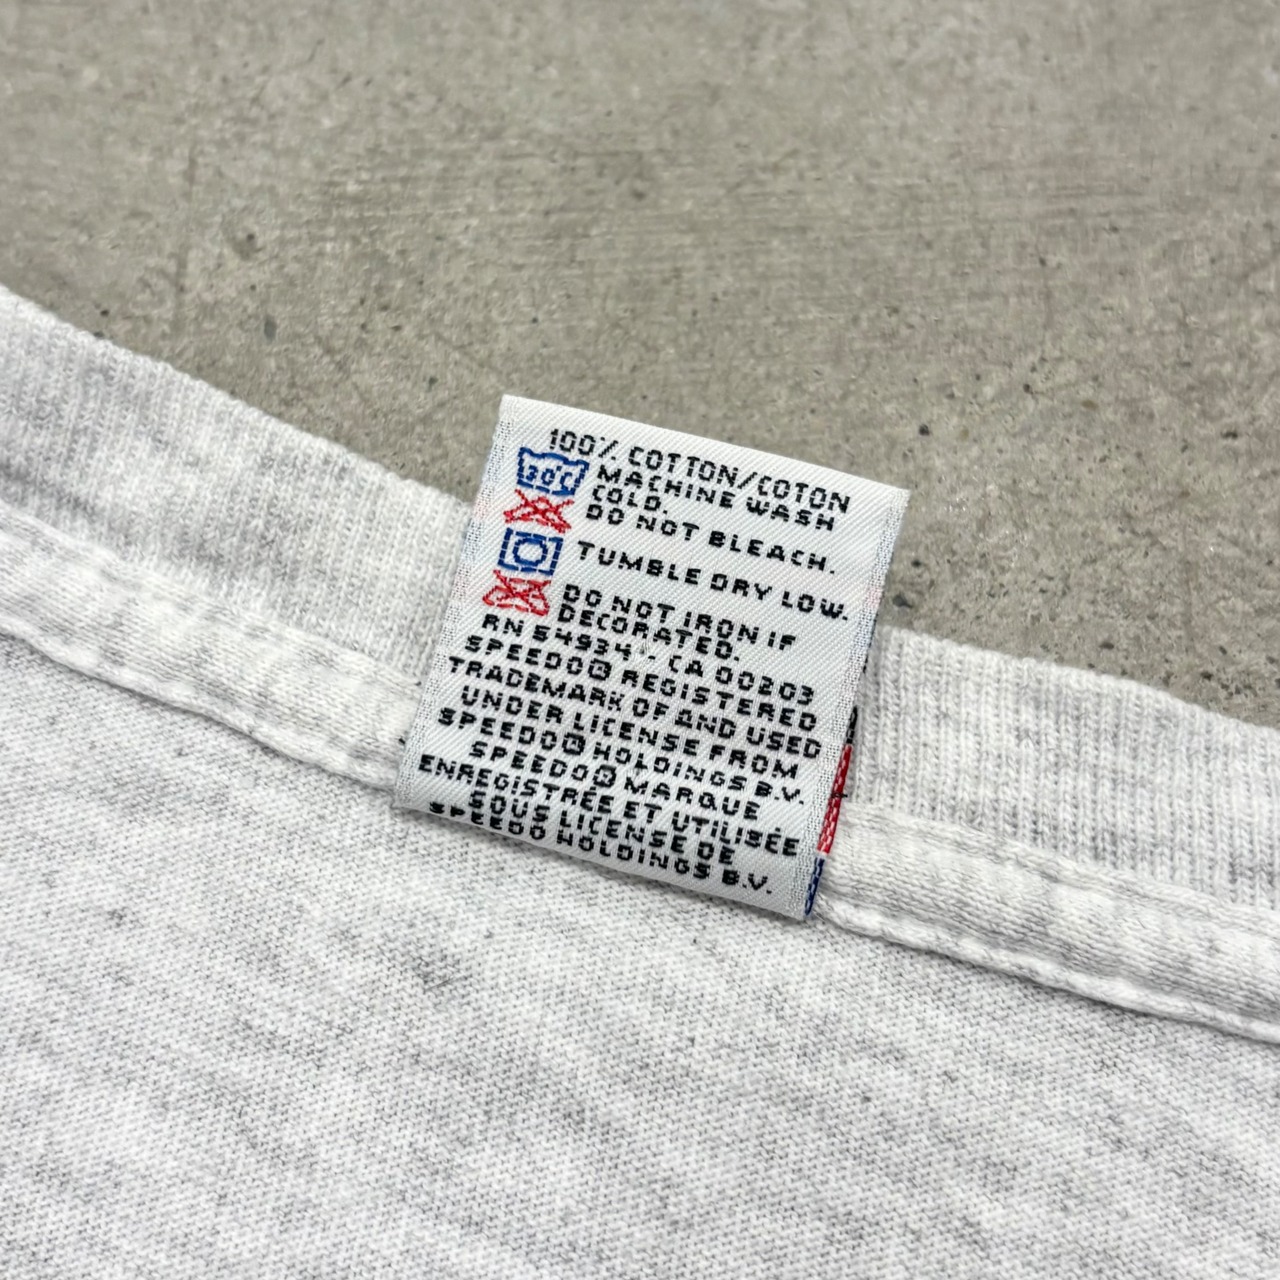 100% COTTON/COTON
30°C MACHINE WASH
COLD.
DO NOT BLEACH.
TUMBLE DRY LOW.
DO NOT IRON IF
DECORATED.
RN 54934 - CA 00203
SPEEDO® REGISTERED
TRADEMARK OF AND USED
UNDER LICENSE FROM
SPEEDO® HOLDINGS B.V.
SPEEDO® MARQUE
ENREGISTRÉE ET UTILISÉE
SOUS LICENSE DE
SPEEDO HOLDINGS B.V.